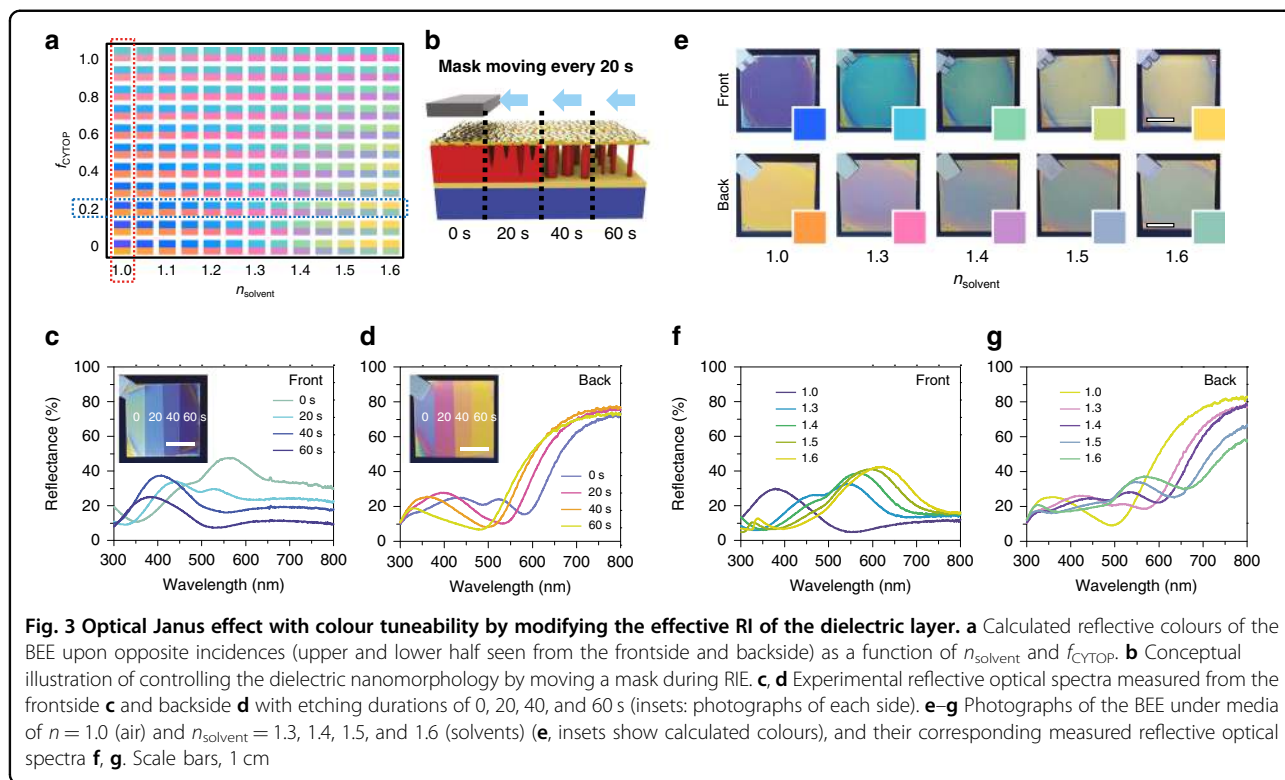 a
1.0
0.8
0.6
0.4
0.2
0
f_CYTOP
1.0 1.1 1.2 1.3 1.4 1.5 1.6
n_solvent
b
Mask moving every 20 s
0 s 20 s 40 s 60 s
e
Front
Back
1.0 1.3 1.4 1.5 1.6
n_solvent
c
100
80
60
40
20
0
Reflectance (%)
0 20 40 60 s
Front
0 s
20 s
40 s
60 s
300 400 500 600 700 800
Wavelength (nm)
d
100
80
60
40
20
0
0 20 40 60 s
Back
0 s
20 s
40 s
60 s
300 400 500 600 700 800
Wavelength (nm)
f
100
80
60
40
20
0
Reflectance (%)
Front
1.0
1.3
1.4
1.5
1.6
300 400 500 600 700 800
Wavelength (nm)
g
100
80
60
40
20
0
Back
1.0
1.3
1.4
1.5
1.6
300 400 500 600 700 800
Wavelength (nm)
Fig. 3 Optical Janus effect with colour tuneability by modifying the effective RI of the dielectric layer. a Calculated reflective colours of the
BEE upon opposite incidences (upper and lower half seen from the frontside and backside) as a function of n_solvent and f_CYTOP. b Conceptual
illustration of controlling the dielectric nanomorphology by moving a mask during RIE. c, d Experimental reflective optical spectra measured from the
frontside c and backside d with etching durations of 0, 20, 40, and 60 s (insets: photographs of each side). e–g Photographs of the BEE under media
of n = 1.0 (air) and n_solvent = 1.3, 1.4, 1.5, and 1.6 (solvents) (e, insets show calculated colours), and their corresponding measured reflective optical
spectra f, g. Scale bars, 1 cm